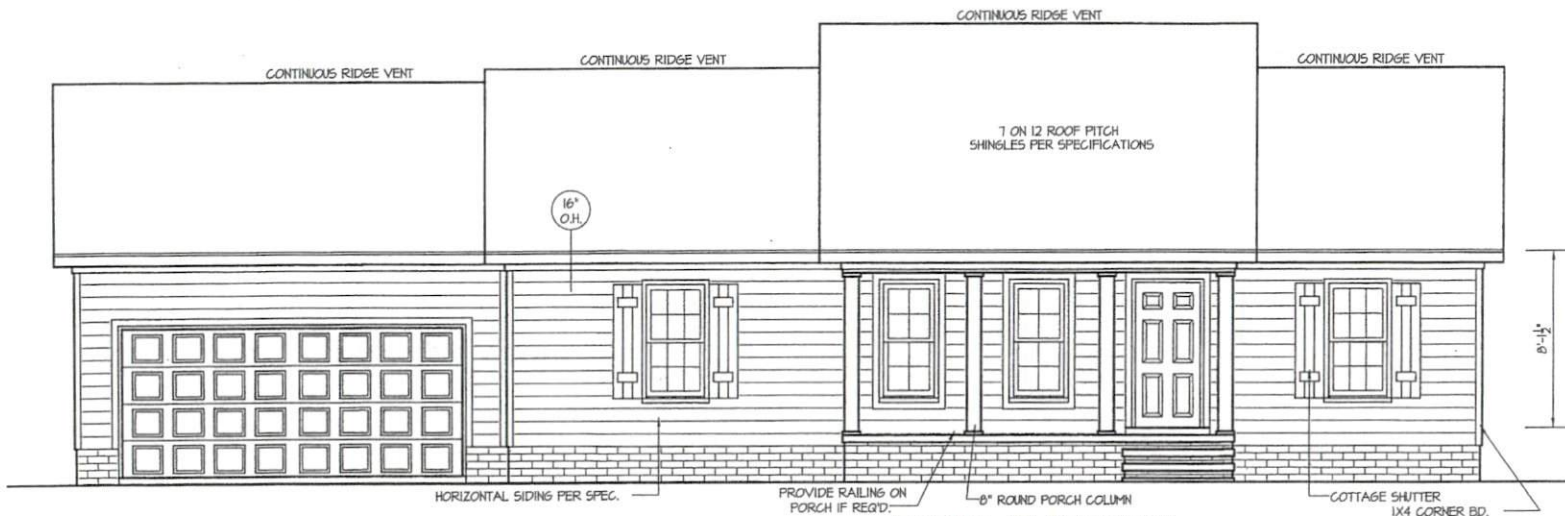 CONTINUOUS RIDGE VENT
CONTINUOUS RIDGE VENT
CONTINUOUS RIDGE VENT
CONTINUOUS RIDGE VENT
7 ON 12 ROOF PITCH
SHINGLES PER SPECIFICATIONS
16"
O.H.
8'-1½"
HORIZONTAL SIDING PER SPEC.
PROVIDE RAILING ON
PORCH IF REQ'D.
8" ROUND PORCH COLUMN
COTTAGE SHUTTER
1X4 CORNER BD.